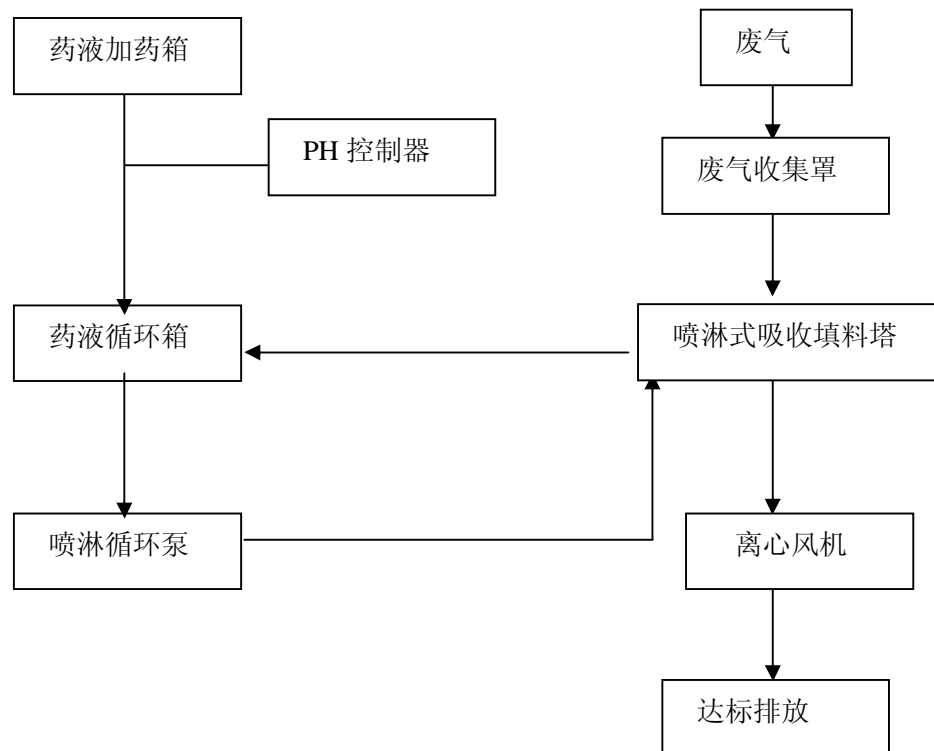 药液加药箱
废气
PH 控制器
废气收集罩
药液循环箱
喷淋式吸收填料塔
喷淋循环泵
离心风机
达标排放